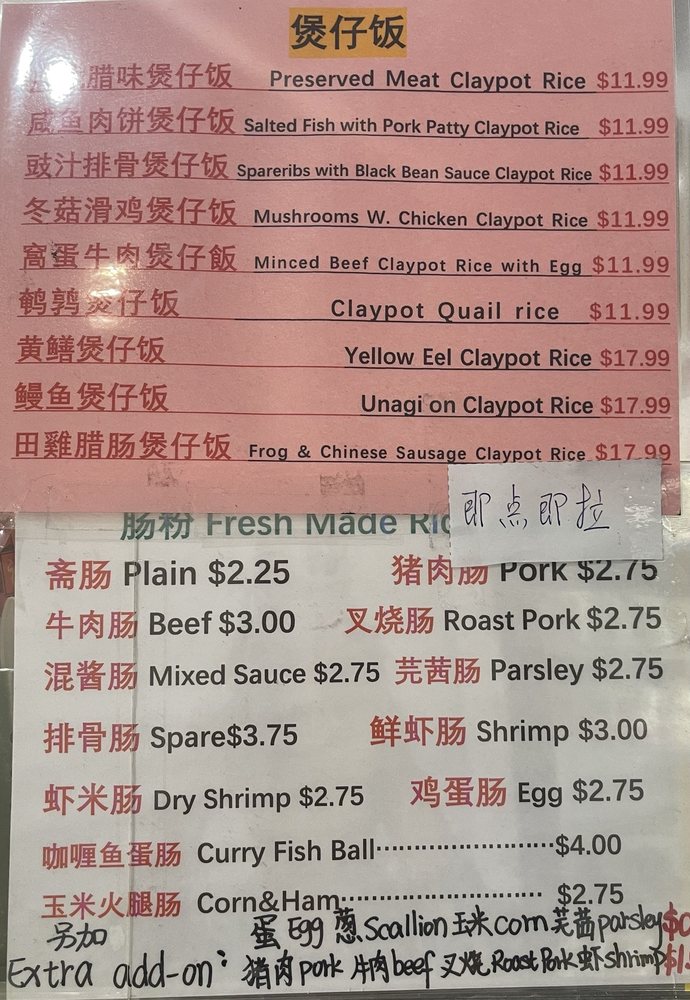 煲仔饭
腊味煲仔饭 Preserved Meat Claypot Rice $11.99
咸鱼肉饼煲仔饭 Salted Fish with Pork Patty Claypot Rice $11.99
豉汁排骨煲仔饭 Spareribs with Black Bean Sauce Claypot Rice $11.99
冬菇滑鸡煲仔饭 Mushrooms W. Chicken Claypot Rice $11.99
窩蛋牛肉煲仔飯 Minced Beef Claypot Rice with Egg $11.99
鹌鹑煲仔饭 Claypot Quail rice $11.99
黄鳝煲仔饭 Yellow Eel Claypot Rice $17.99
鳗鱼煲仔饭 Unagi on Claypot Rice $17.99
田雞腊肠煲仔饭 Frog & Chinese Sausage Claypot Rice $17.99
即点即拉
肠粉 Fresh Made
斋肠 Plain $2.25 猪肉肠 Pork $2.75
牛肉肠 Beef $3.00 叉烧肠 Roast Pork $2.75
混酱肠 Mixed Sauce $2.75 芫茜肠 Parsley $2.75
排骨肠 Spare$3.75 鲜虾肠 Shrimp $3.00
虾米肠 Dry Shrimp $2.75 鸡蛋肠 Egg $2.75
咖喱鱼蛋肠 Curry Fish Ball························$4.00
玉米火腿肠 Corn&Ham···························· $2.75
另加 蛋 Egg 葱 Scallion 玉米 corn 芫茜 parsley
Extra add-on: 猪肉 pork 牛肉 beef 叉烧 Roast Pork 虾 shrimp